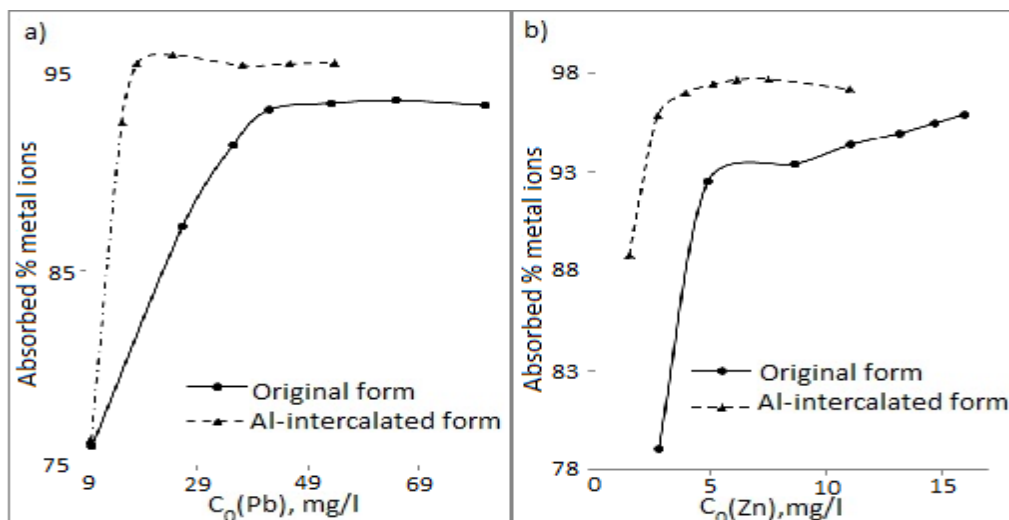 a)
Absorbed % metal ions
95
85
75
9 29 49 69
C0(Pb), mg/l
Original form
Al-intercalated form
b)
Absorbed % metal ions
98
93
88
83
78
0 5 10 15
C0(Zn),mg/l
Original form
Al-intercalated form